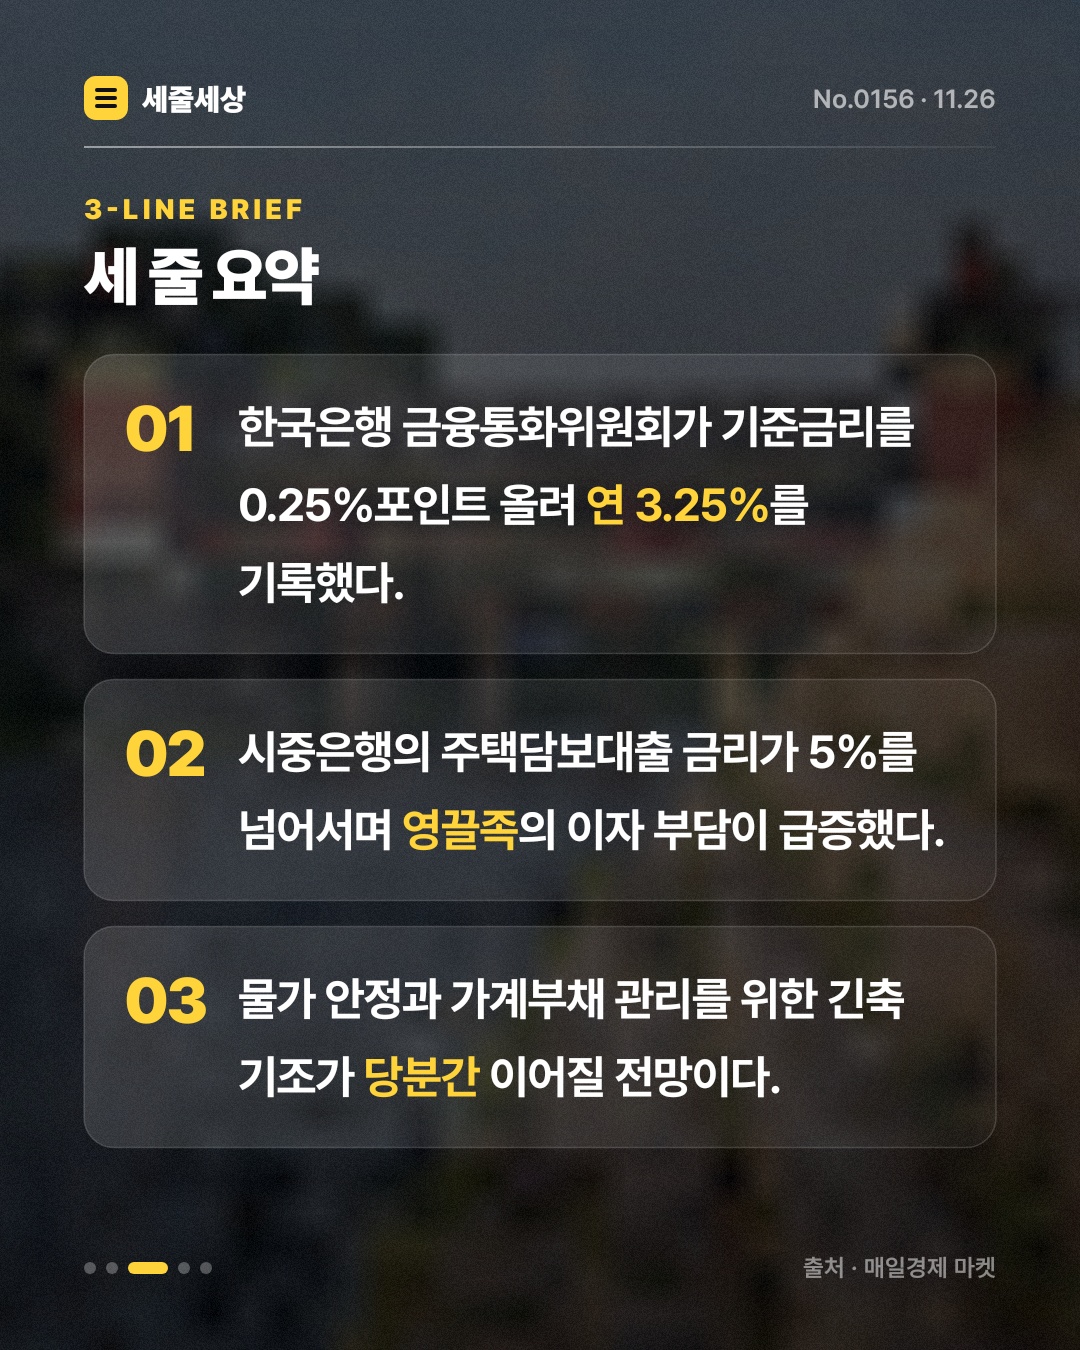 세줄세상
No.0156 · 11.26
3-LINE BRIEF
세 줄 요약
01
한국은행 금융통화위원회가 기준금리를
0.25%포인트 올려 연 3.25%를
기록했다.
02
시중은행의 주택담보대출 금리가 5%를
넘어서며 영끌족의 이자 부담이 급증했다.
03
물가 안정과 가계부채 관리를 위한 긴축
기조가 당분간 이어질 전망이다.
출처 · 매일경제 마켓